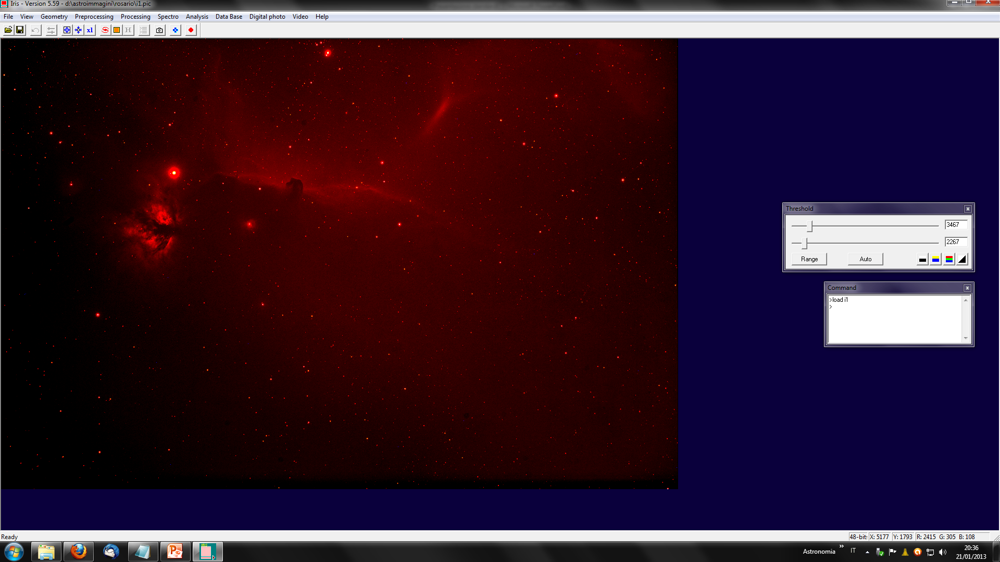 Iris - Version 5.59 - d:\astroimmagini\rosario\i1.pic
File View Geometry Preprocessing Processing Spectro Analysis Data Base Digital photo Video Help
x1 H
Threshold
3467
2267
Range Auto
Command
>load i1
>
Ready
48-bit: X: 5177 Y: 1793 R: 2415 G: 305 B: 108
IRIS
Astronomia » IT
20:36
21/01/2013